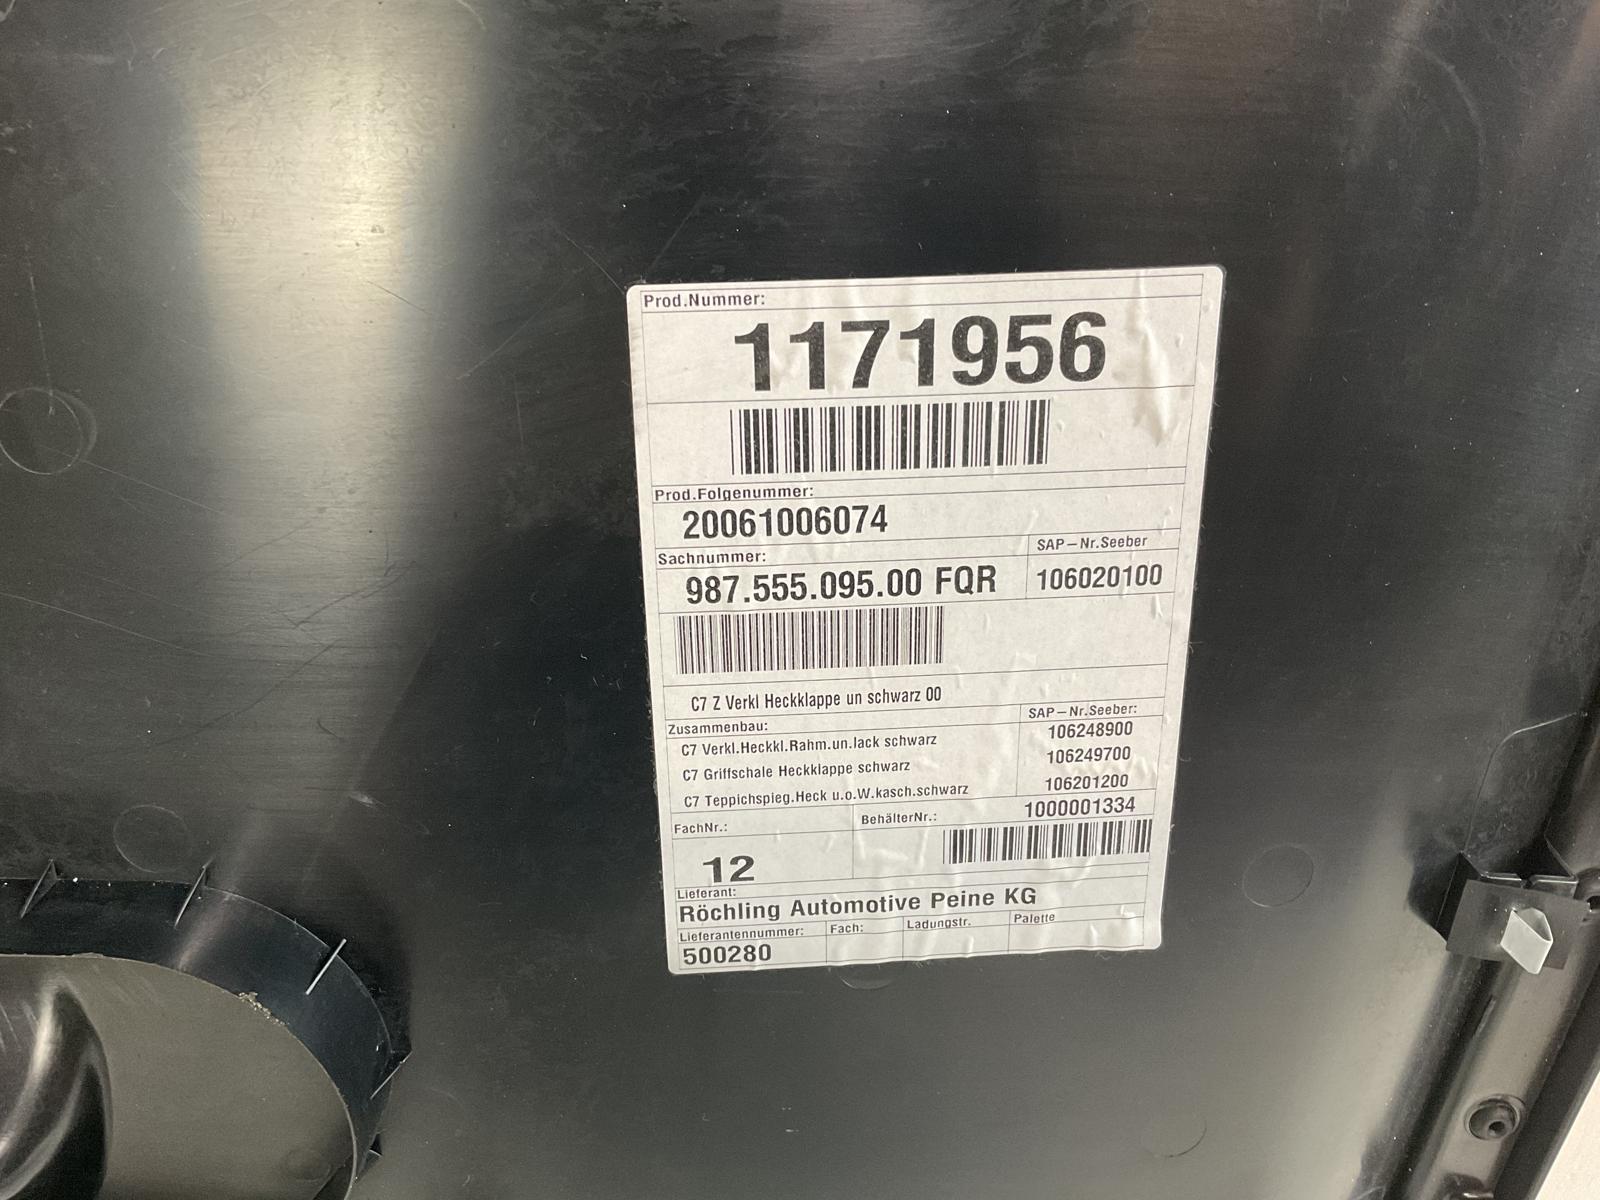 Prod.Nummer:
1171956
Prod.Folgenummer:
20061006074
Sachnummer:
SAP-Nr.Seeber
987.555.095.00 FQR
106020100
C7 Z Verkl Heckklappe un schwarz 00
Zusammenbau:
SAP-Nr.Seeber:
C7 Verkl.Heckkl.Rahm.un.lack schwarz
106248900
C7 Griffschale Heckklappe schwarz
106249700
C7 Teppichspieg.Heck u.o.W.kasch.schwarz
106201200
FachNr.:
BehälterNr.:
1000001334
12
Lieferant:
Röchling Automotive Peine KG
Lieferantennummer:
Fach:
Ladungstr.
Palette
500280